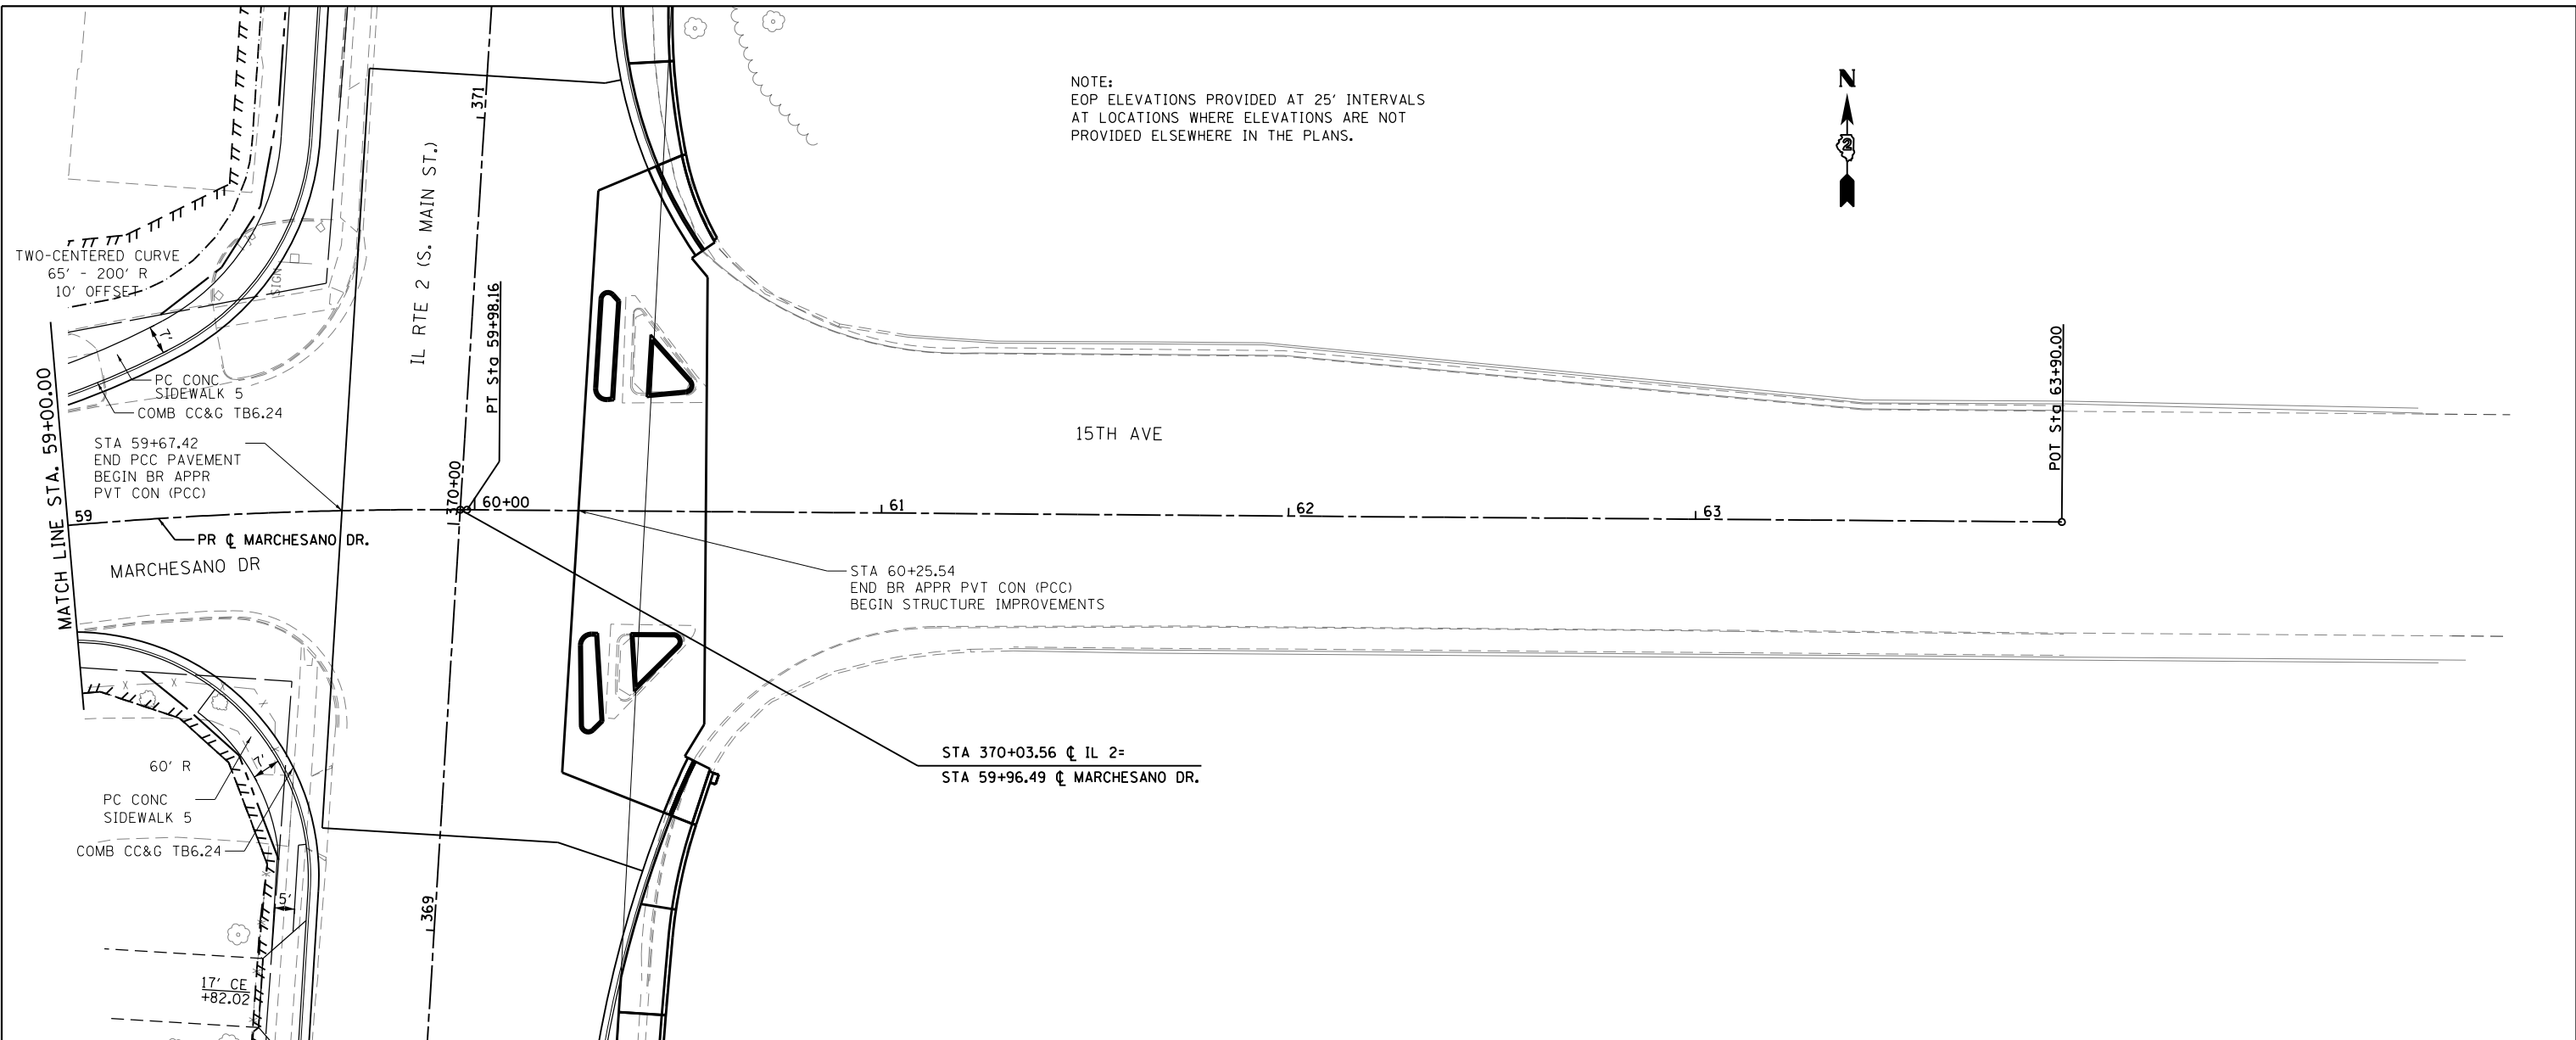 NOTE:
EOP ELEVATIONS PROVIDED AT 25' INTERVALS
AT LOCATIONS WHERE ELEVATIONS ARE NOT
PROVIDED ELSEWHERE IN THE PLANS.
N
2
371
IL RTE 2 (S. MAIN ST.)
TWO-CENTERED CURVE
65' - 200' R
10' OFFSET
SIGN
7'
PT Sta 59+98.16
PC CONC
SIDEWALK 5
COMB CC&G TB6.24
MATCH LINE STA. 59+00.00
STA 59+67.42
END PCC PAVEMENT
BEGIN BR APPR
PVT CON (PCC)
15TH AVE
POT Sta 63+90.00
59
370+00
60+00
61
62
63
PR ℄ MARCHESANO DR.
MARCHESANO DR
STA 60+25.54
END BR APPR PVT CON (PCC)
BEGIN STRUCTURE IMPROVEMENTS
STA 370+03.56 ℄ IL 2=
STA 59+96.49 ℄ MARCHESANO DR.
60' R
7'
PC CONC
SIDEWALK 5
COMB CC&G TB6.24
5'
369
17' CE
+82.02